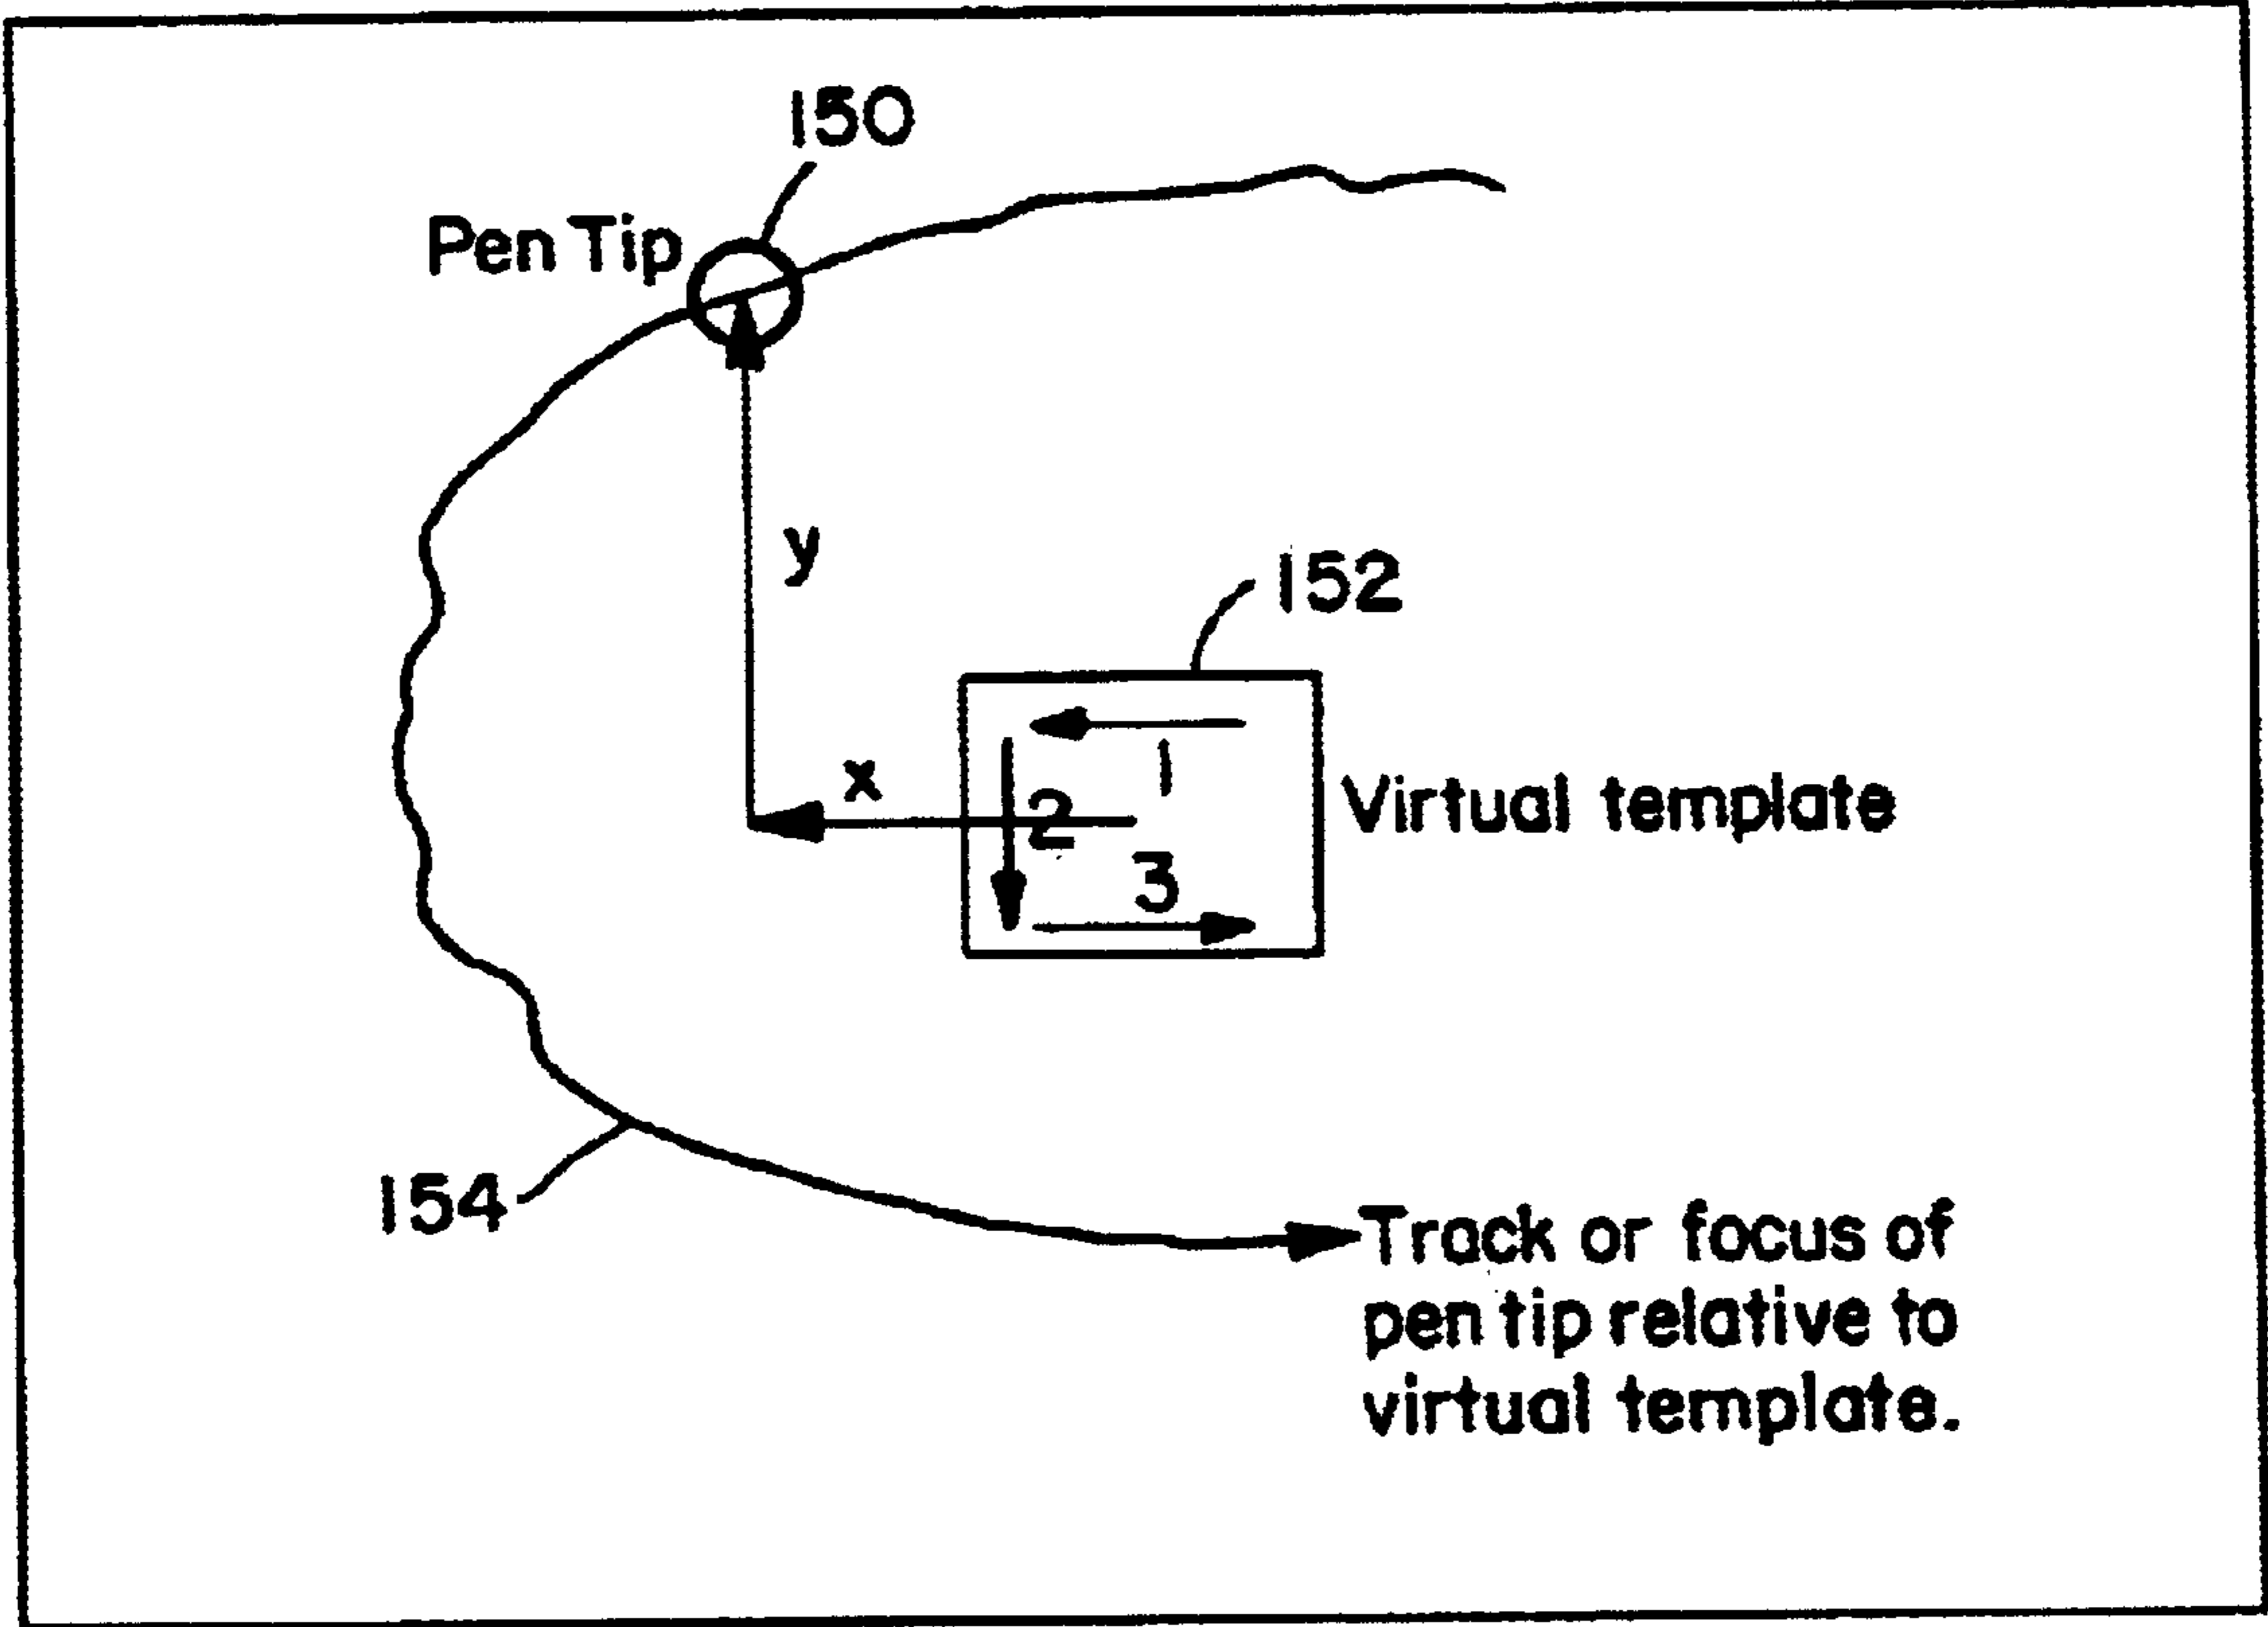 150
Pen Tip
y
152
x
1
2
Virtual template
3
154
Track or focus of
pen tip relative to
virtual template.